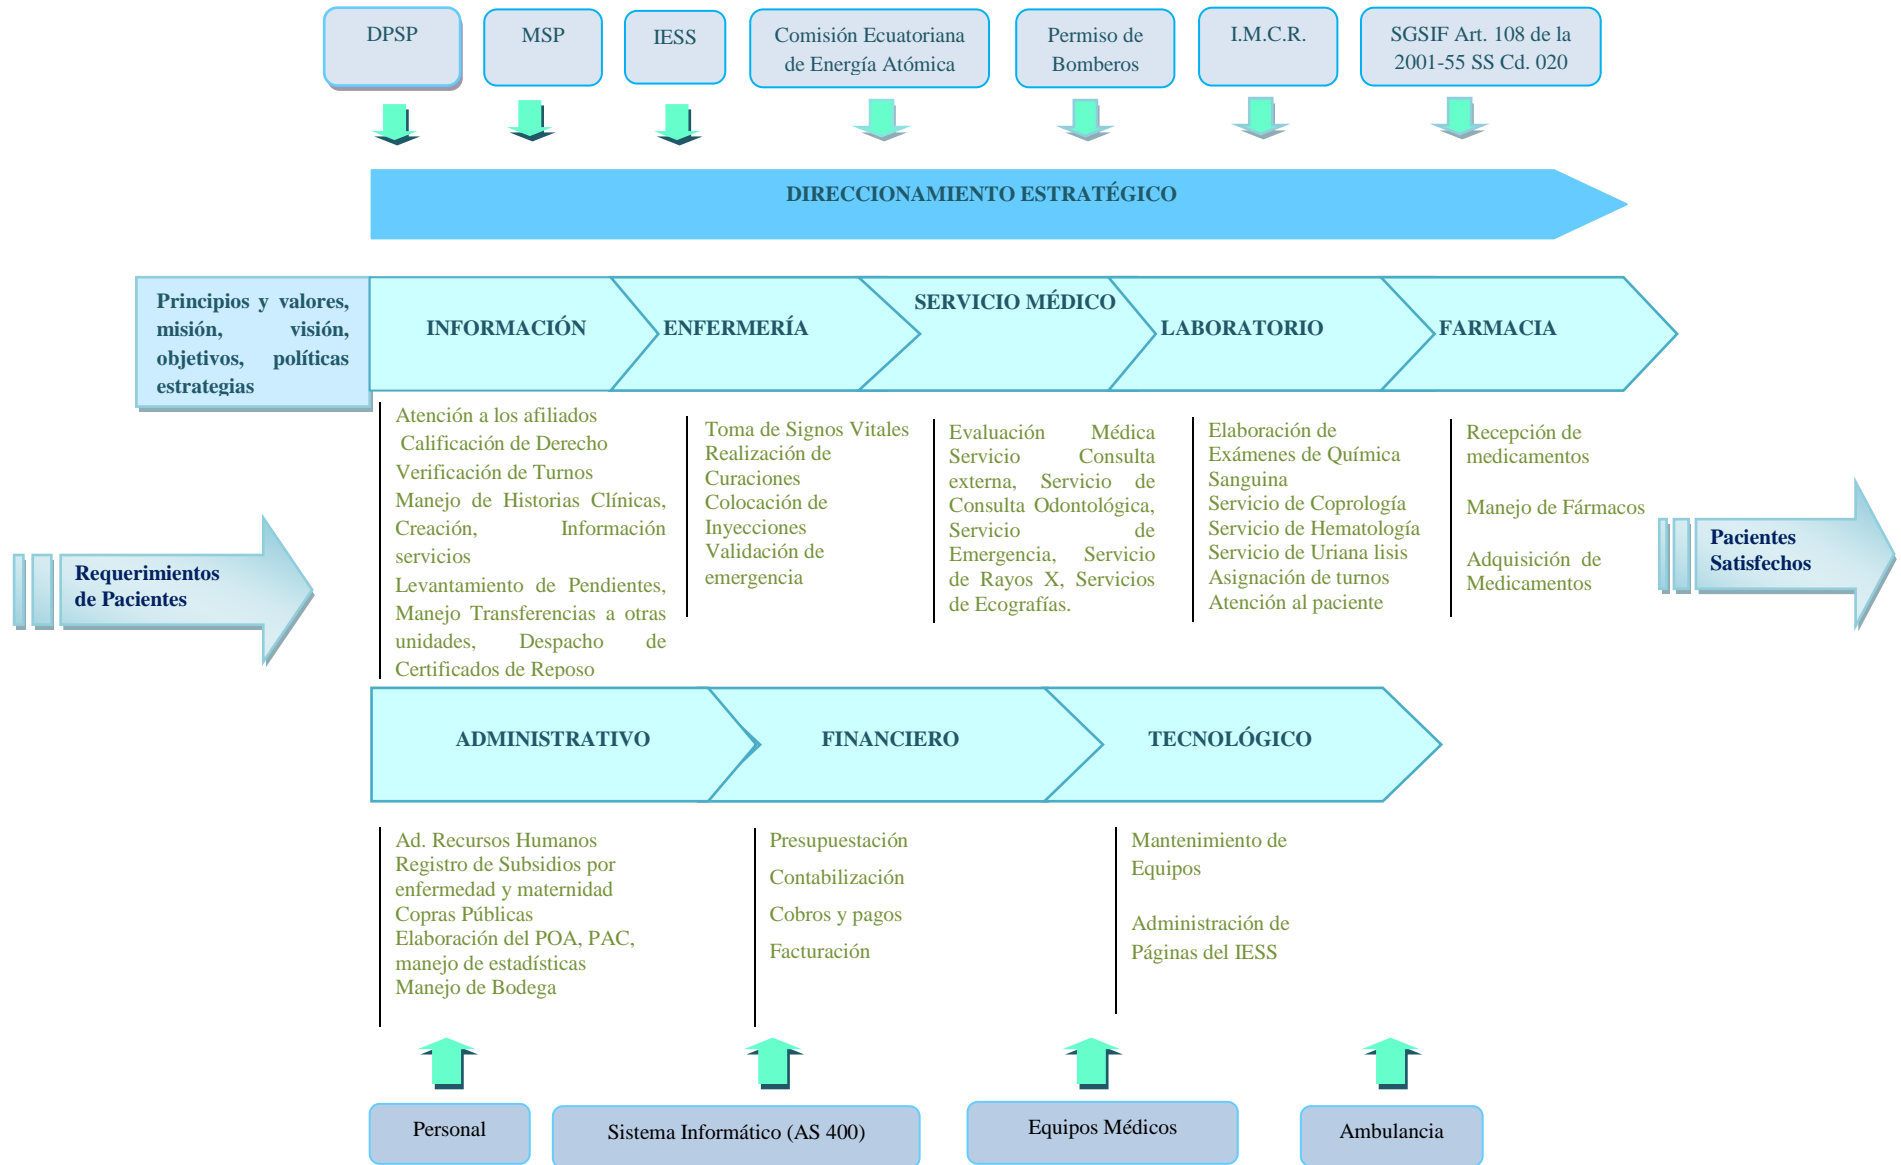 DPSP
MSP
IESS
Comisión Ecuatoriana
de Energía Atómica
Permiso de
Bomberos
I.M.C.R.
SGSIF Art. 108 de la
2001-55 SS Cd. 020
DIRECCIONAMIENTO ESTRATÉGICO
Principios y valores,
misión, visión,
objetivos, políticas
estrategias
INFORMACIÓN
ENFERMERÍA
SERVICIO MÉDICO
LABORATORIO
FARMACIA
Atención a los afiliados
Calificación de Derecho
Verificación de Turnos
Manejo de Historias Clínicas,
Creación, Información
servicios
Levantamiento de Pendientes,
Manejo Transferencias a otras
unidades, Despacho de
Certificados de Reposo
Toma de Signos Vitales
Realización de
Curaciones
Colocación de
Inyecciones
Validación de
emergencia
Evaluación Médica
Servicio Consulta
externa, Servicio de
Consulta Odontológica,
Servicio de
Emergencia, Servicio
de Rayos X, Servicios
de Ecografías.
Elaboración de
Exámenes de Química
Sanguina
Servicio de Coprología
Servicio de Hematología
Servicio de Uriana lisis
Asignación de turnos
Atención al paciente
Recepción de
medicamentos
Manejo de Fármacos
Adquisición de
Medicamentos
Requerimientos
de Pacientes
Pacientes
Satisfechos
ADMINISTRATIVO
FINANCIERO
TECNOLÓGICO
Ad. Recursos Humanos
Registro de Subsidios por
enfermedad y maternidad
Copras Públicas
Elaboración del POA, PAC,
manejo de estadísticas
Manejo de Bodega
Presupuestación
Contabilización
Cobros y pagos
Facturación
Mantenimiento de
Equipos
Administración de
Páginas del IESS
Personal
Sistema Informático (AS 400)
Equipos Médicos
Ambulancia